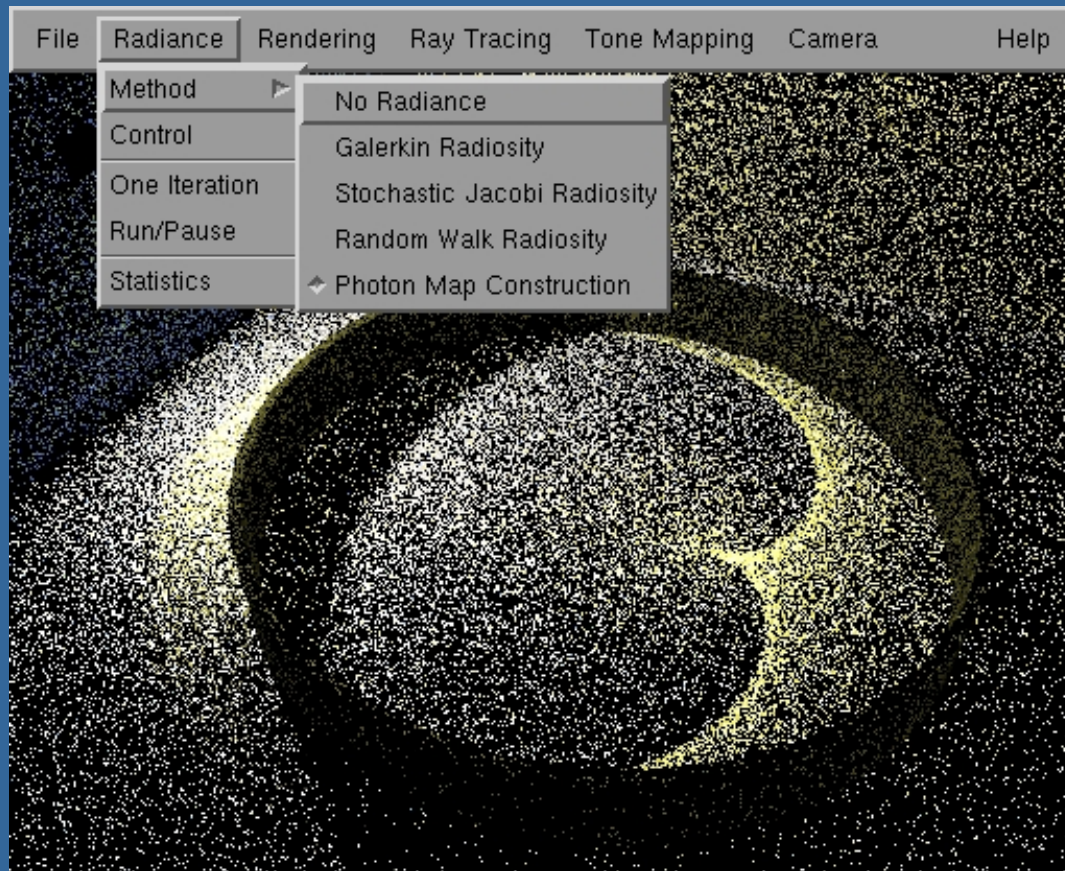 File Radiance Rendering Ray Tracing Tone Mapping Camera Help
Method
Control
One Iteration
Run/Pause
Statistics
No Radiance
Galerkin Radiosity
Stochastic Jacobi Radiosity
Random Walk Radiosity
Photon Map Construction